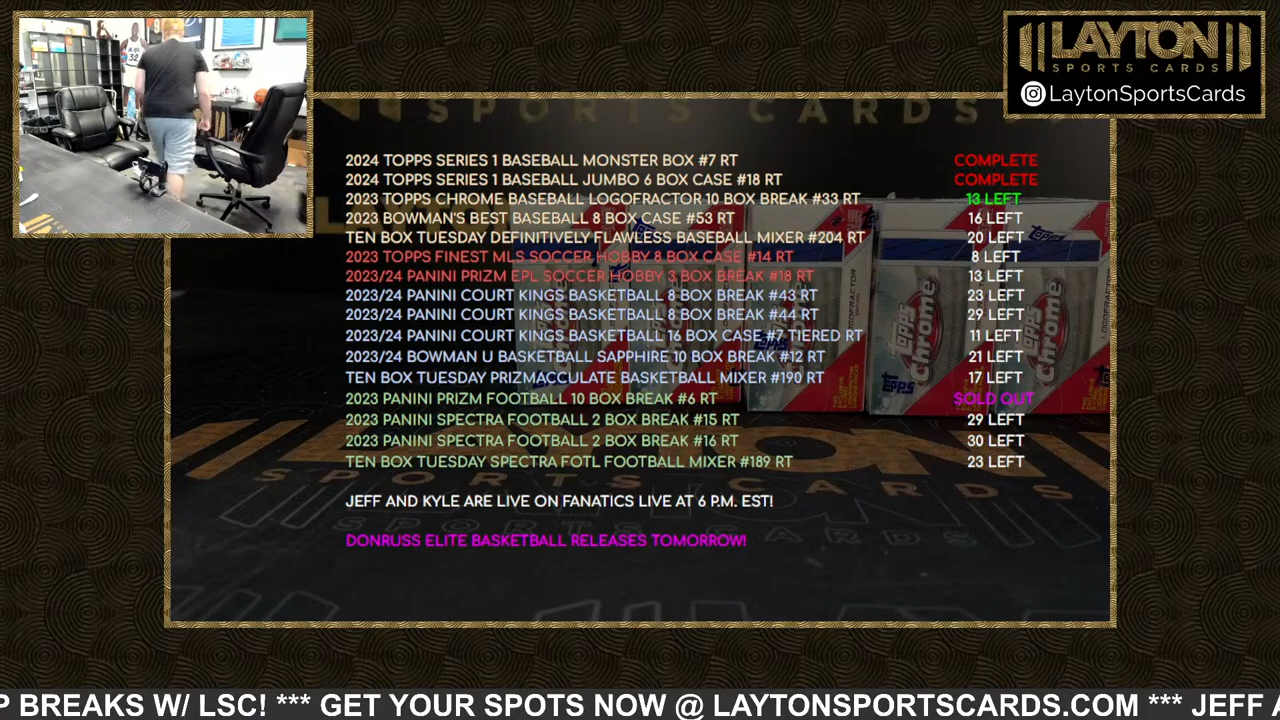 LAYTON
SPORTS CARDS
LaytonSportsCards
SPORTS CARDS
2024 TOPPS SERIES 1 BASEBALL MONSTER BOX #7 RT COMPLETE
2024 TOPPS SERIES 1 BASEBALL JUMBO 6 BOX CASE #18 RT COMPLETE
2023 TOPPS CHROME BASEBALL LOGOFRACTOR 10 BOX BREAK #33 RT 13 LEFT
2023 BOWMAN'S BEST BASEBALL 8 BOX CASE #53 RT 16 LEFT
TEN BOX TUESDAY DEFINITIVELY FLAWLESS BASEBALL MIXER #204 RT 20 LEFT
2023 TOPPS FINEST MLS SOCCER HOBBY 8 BOX CASE #14 RT 8 LEFT
2023/24 PANINI PRIZM EPL SOCCER HOBBY 3 BOX BREAK #18 RT 13 LEFT
2023/24 PANINI COURT KINGS BASKETBALL 8 BOX BREAK #43 RT 23 LEFT
2023/24 PANINI COURT KINGS BASKETBALL 8 BOX BREAK #44 RT 29 LEFT
2023/24 PANINI COURT KINGS BASKETBALL 16 BOX CASE #7 TIERED RT 11 LEFT
2023/24 BOWMAN U BASKETBALL SAPPHIRE 10 BOX BREAK #12 RT 21 LEFT
TEN BOX TUESDAY PRIZMACCULATE BASKETBALL MIXER #190 RT 17 LEFT
2023 PANINI PRIZM FOOTBALL 10 BOX BREAK #6 RT SOLD OUT
2023 PANINI SPECTRA FOOTBALL 2 BOX BREAK #15 RT 29 LEFT
2023 PANINI SPECTRA FOOTBALL 2 BOX BREAK #16 RT 30 LEFT
TEN BOX TUESDAY SPECTRA FOTL FOOTBALL MIXER #189 RT 23 LEFT
JEFF AND KYLE ARE LIVE ON FANATICS LIVE AT 6 P.M. EST!
DONRUSS ELITE BASKETBALL RELEASES TOMORROW!
P BREAKS W/ LSC! *** GET YOUR SPOTS NOW @ LAYTONSPORTSCARDS.COM *** JEFF A